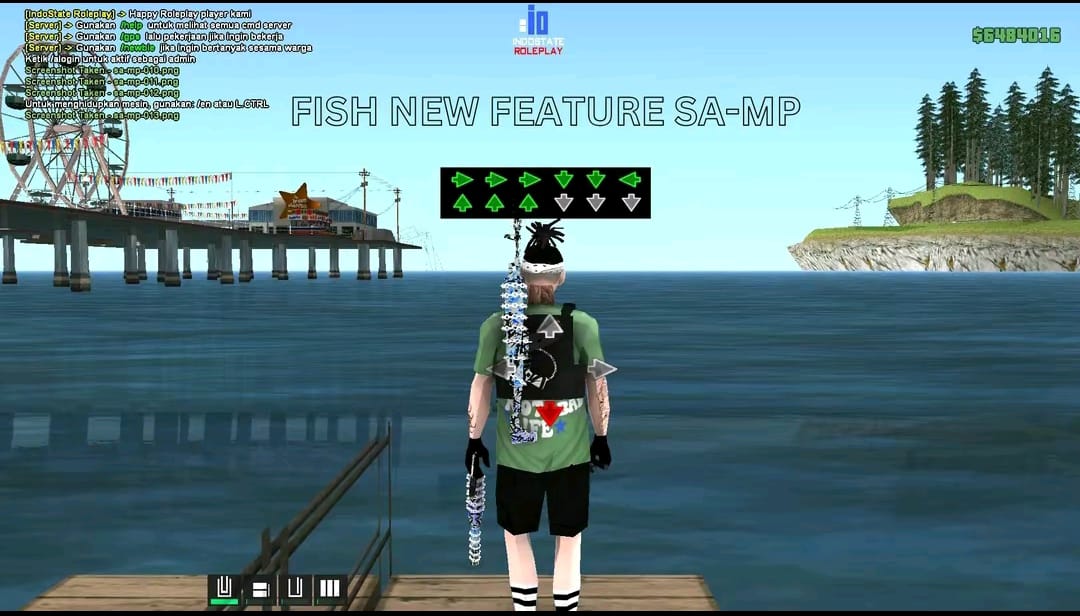 [IndoState Roleplay] -> Happy Roleplay player kami
[Server] -> Gunakan /help untuk melihat semua cmd server
[Server] -> Gunakan /gps lalu pekerjaan jika ingin bekerja
[Server] -> Gunakan /newbie jika ingin bertanyak sesama warga
Ketik /alogin untuk aktif sebagai admin
Screenshot Taken - sa-mp-010.png
Screenshot Taken - sa-mp-011.png
Screenshot Taken - sa-mp-012.png
Untuk menghidupkan mesin, gunakan: /en atau L_CTRL
Screenshot Taken - sa-mp-013.png
io
INDOSTATE
ROLEPLAY
$6484016
FISH NEW FEATURE SA-MP
LIFE